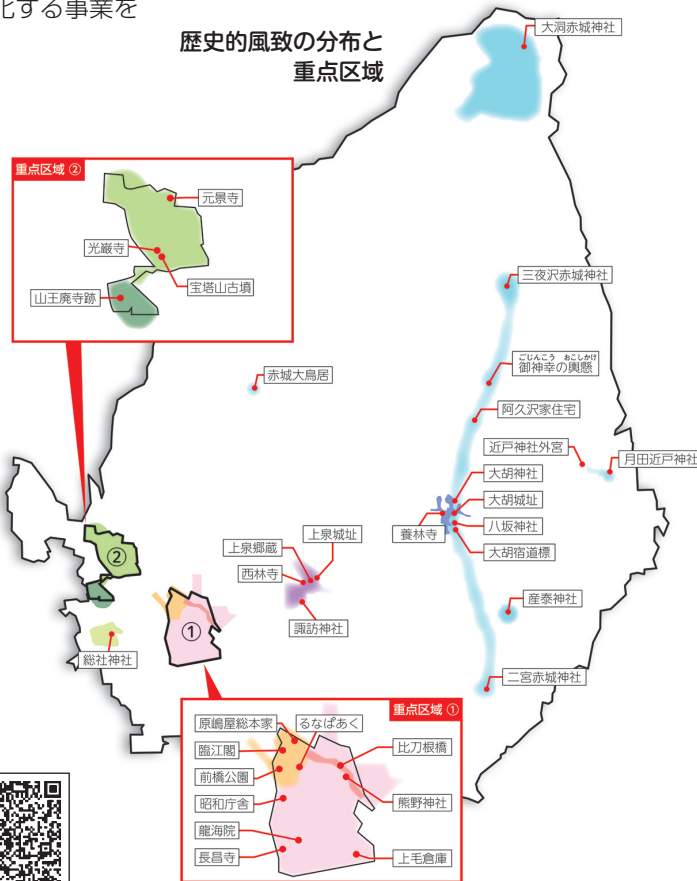 化する事業を
歴史的風致の分布と
重点区域
大洞赤城神社
重点区域 ②
元景寺
光巌寺
宝塔山古墳
山王廃寺跡
三夜沢赤城神社
ごじんこう おこしかけ
御神幸の輿懸
赤城大鳥居
阿久沢家住宅
近戸神社外宮
月田近戸神社
大胡神社
大胡城址
養林寺
八坂神社
大胡宿道標
上泉郷蔵
上泉城址
西林寺
諏訪神社
②
①
総社神社
産泰神社
二宮赤城神社
重点区域 ①
原嶋屋総本家
るなぱあく
臨江閣
比刀根橋
前橋公園
昭和庁舎
熊野神社
龍海院
長昌寺
上毛倉庫